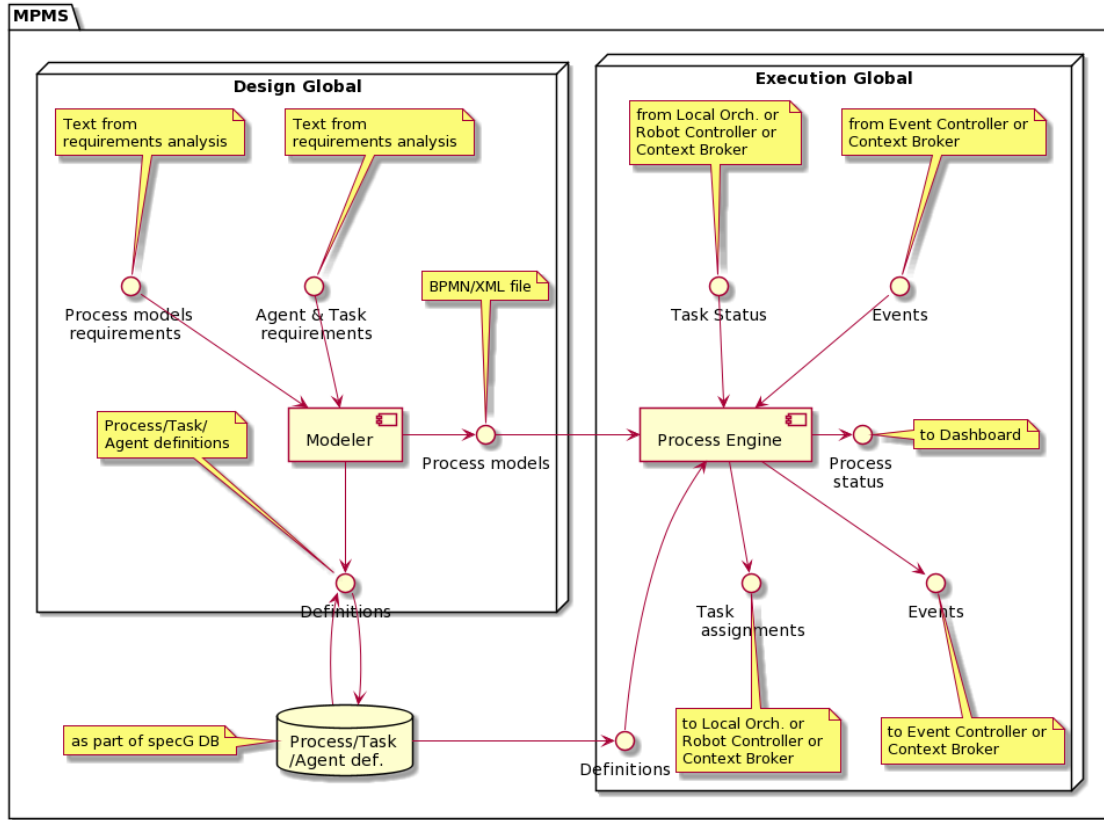 MPMS
Design Global
Text from
requirements analysis
Text from
requirements analysis
Process models
requirements
Agent & Task
requirements
BPMN/XML file
Process/Task/
Agent definitions
Modeler
Process models
Definitions
as part of specG DB
Process/Task
/Agent def.
Execution Global
from Local Orch. or
Robot Controller or
Context Broker
from Event Controller or
Context Broker
Task Status
Events
Process Engine
Process
status
to Dashboard
Task
assignments
Events
Definitions
to Local Orch. or
Robot Controller or
Context Broker
to Event Controller or
Context Broker